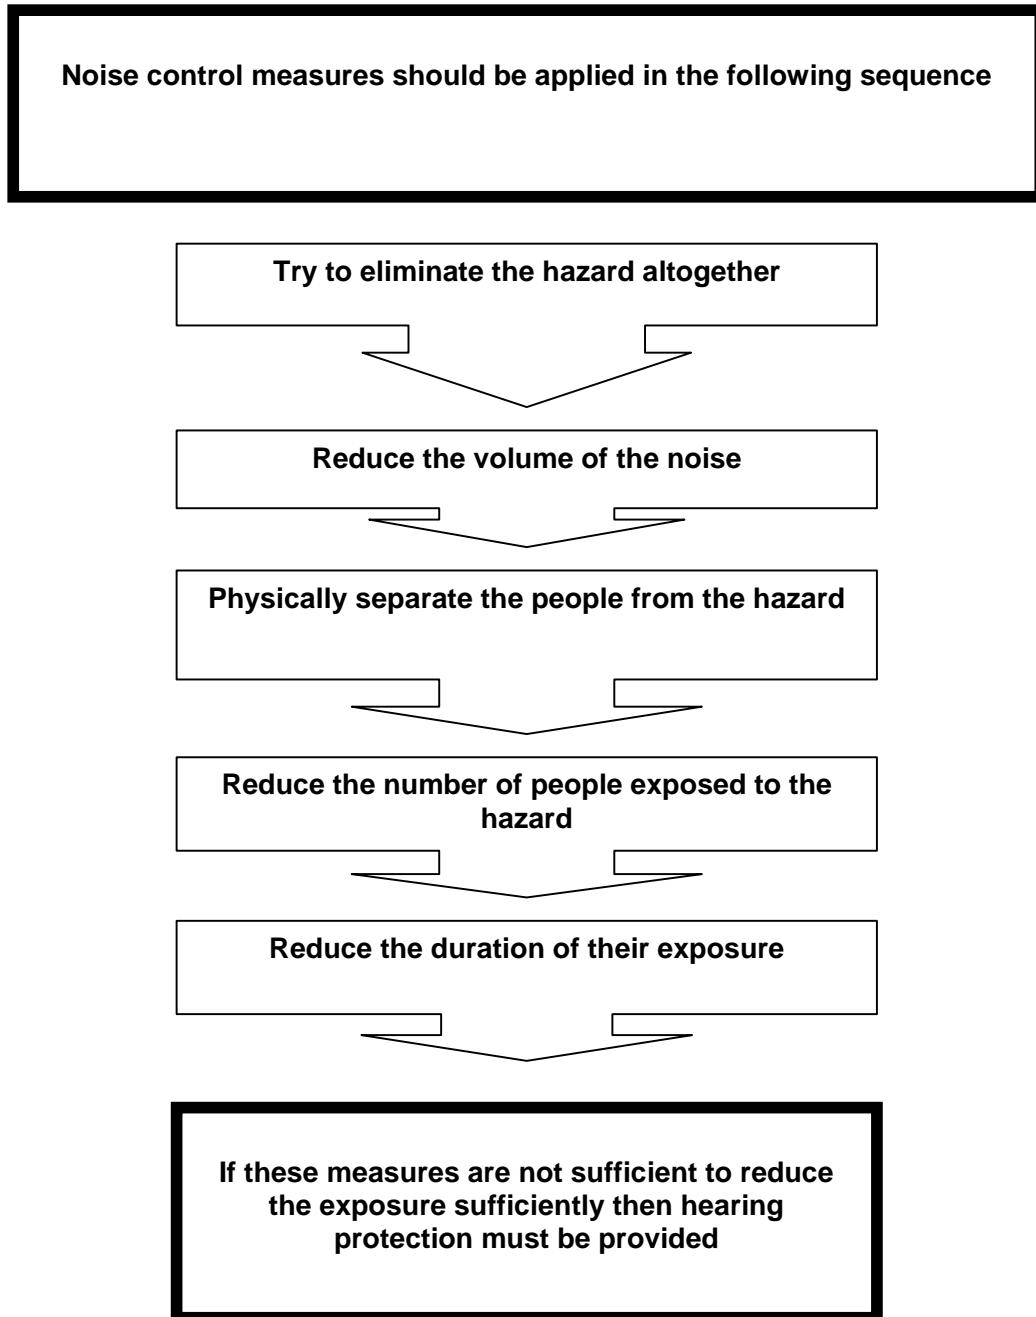 Noise control measures should be applied in the following sequence
Try to eliminate the hazard altogether
Reduce the volume of the noise
Physically separate the people from the hazard
Reduce the number of people exposed to the
hazard
Reduce the duration of their exposure
If these measures are not sufficient to reduce
the exposure sufficiently then hearing
protection must be provided